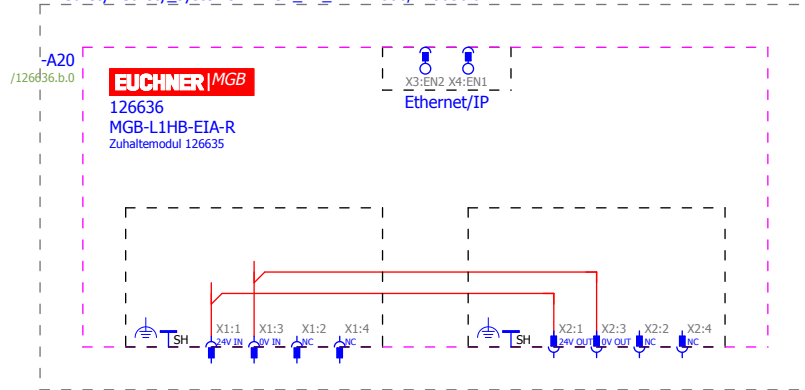 -A20
/126636.b.0
EUCHNER MGB
126636
MGB-L1HB-EIA-R
Zuhaltemodul 126635
X3:EN2 X4:EN1
Ethernet/IP
SH
X1:1 X1:3 X1:2 X1:4
24V IN 0V IN NC NC
SH
X2:1 X2:3 X2:2 X2:4
24V OUT 0V OUT NC NC